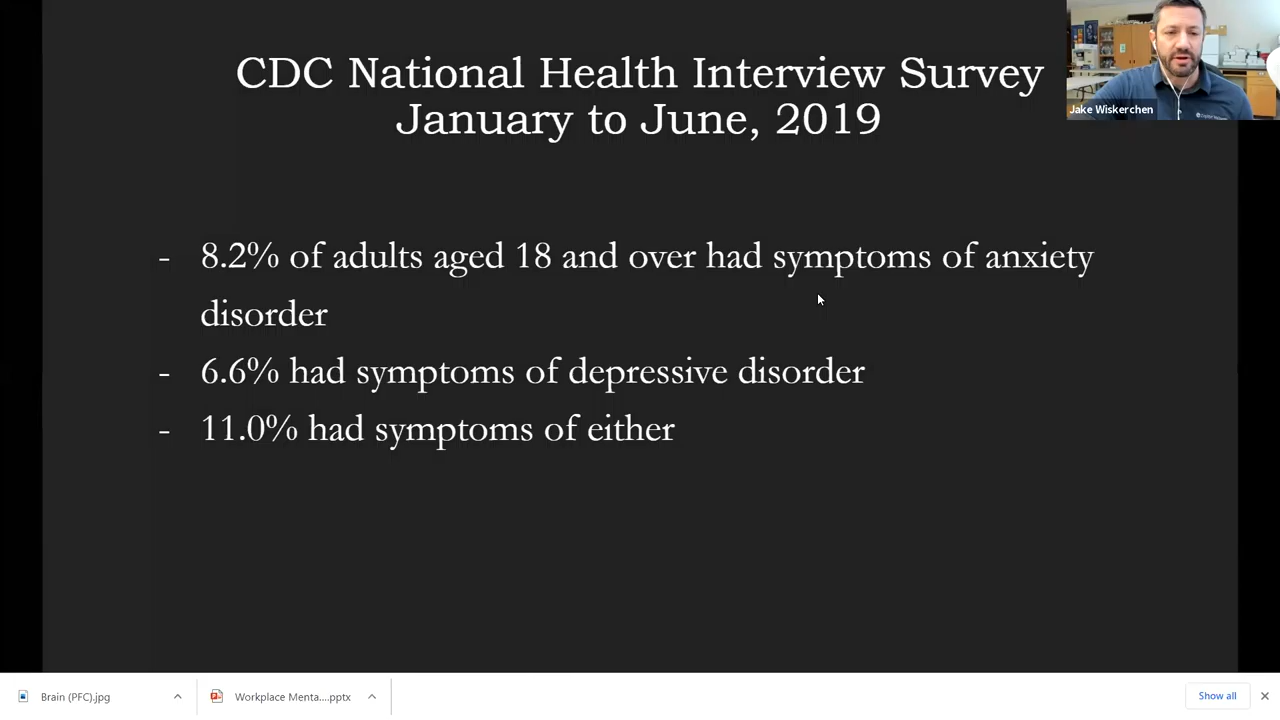 CDC National Health Interview Survey
January to June, 2019
Jake Wiskerchen
- 8.2% of adults aged 18 and over had symptoms of anxiety
disorder
- 6.6% had symptoms of depressive disorder
- 11.0% had symptoms of either
Brain (PFC).jpg
Workplace Menta....pptx
Show all